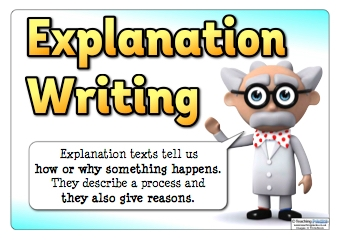 Explanation
Writing
Explanation texts tell us
how or why something happens.
They describe a process and
they also give reasons.